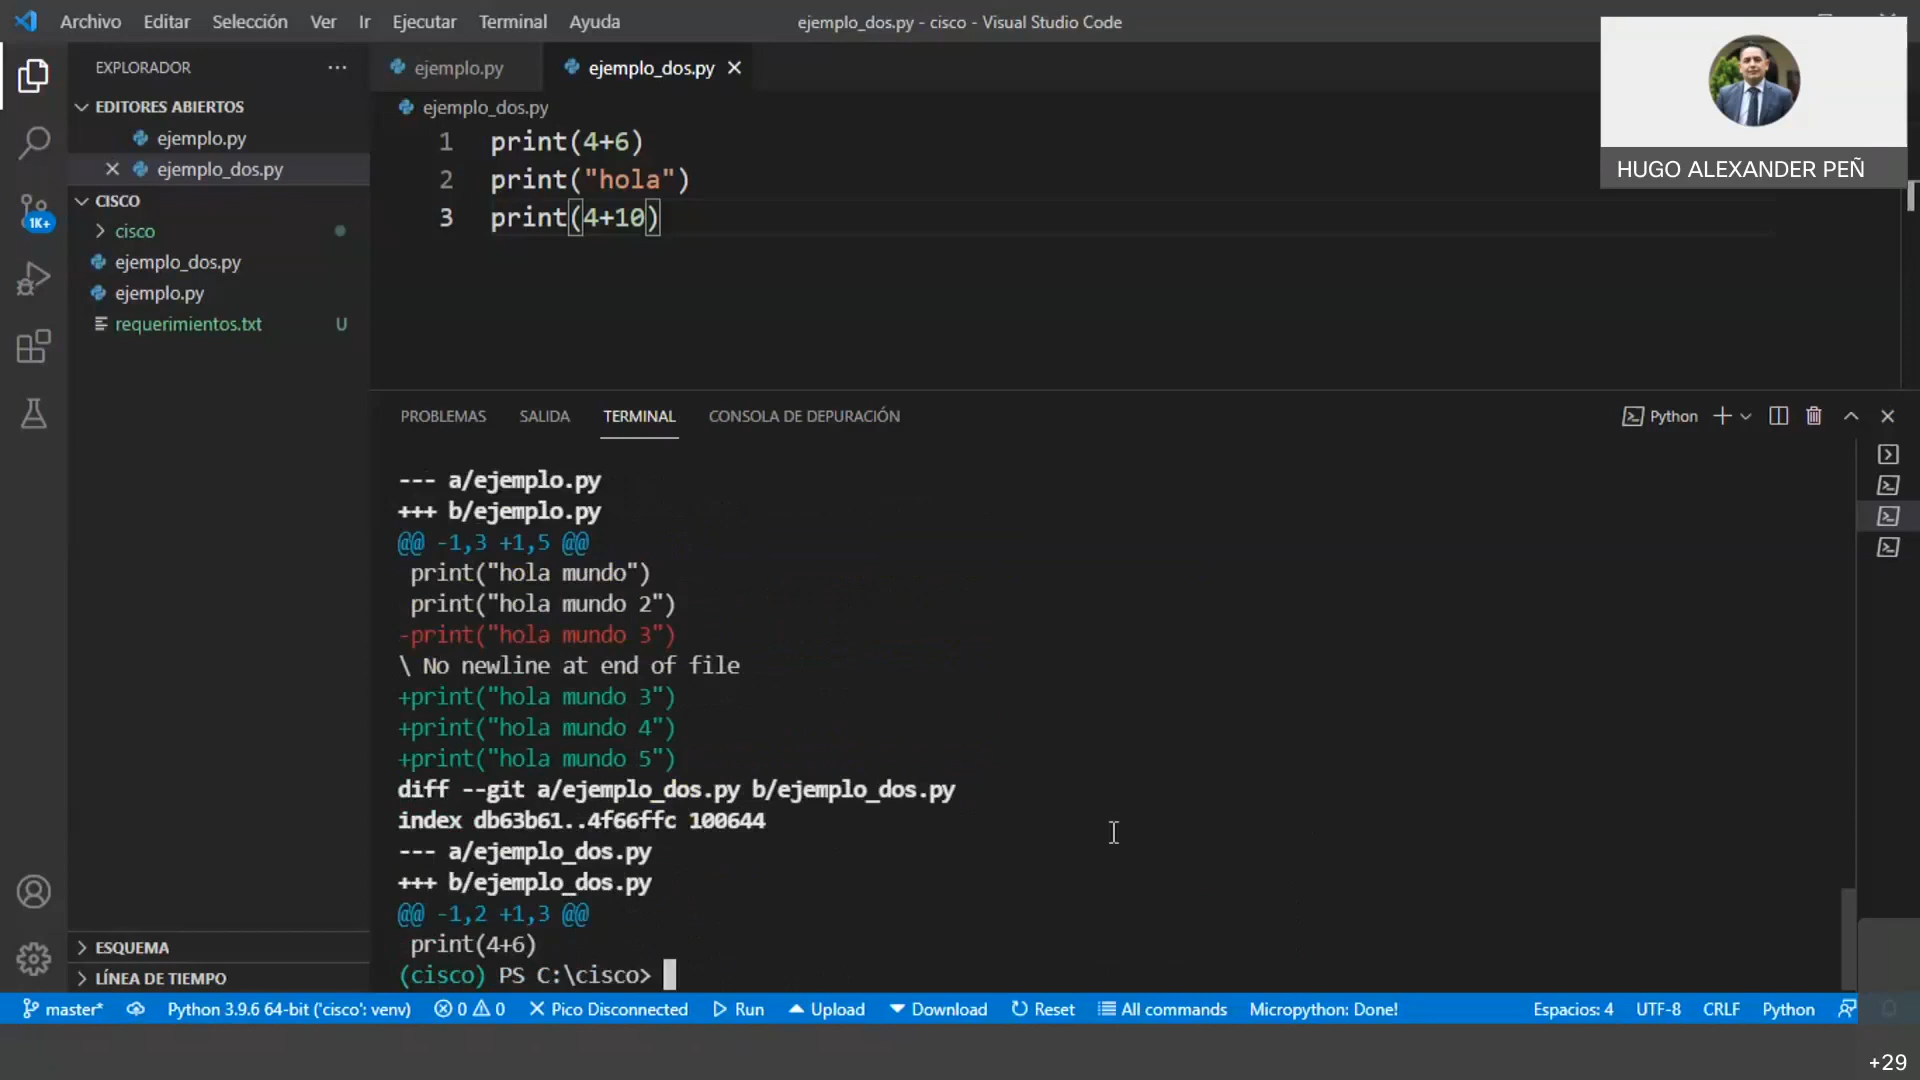 Archivo Editar Selección Ver Ir Ejecutar Terminal Ayuda
ejemplo_dos.py - cisco - Visual Studio Code
HUGO ALEXANDER PEÑ
EXPLORADOR
EDITORES ABIERTOS
ejemplo.py
ejemplo_dos.py
CISCO
cisco
ejemplo_dos.py
ejemplo.py
requerimientos.txt U
1K+
ESQUEMA
LÍNEA DE TIEMPO
ejemplo.py ejemplo_dos.py
ejemplo_dos.py
1 print(4+6)
2 print("hola")
3 print(4+10)
PROBLEMAS SALIDA TERMINAL CONSOLA DE DEPURACIÓN
Python
--- a/ejemplo.py
+++ b/ejemplo.py
@@ -1,3 +1,5 @@
print("hola mundo")
print("hola mundo 2")
-print("hola mundo 3")
\ No newline at end of file
+print("hola mundo 3")
+print("hola mundo 4")
+print("hola mundo 5")
diff --git a/ejemplo_dos.py b/ejemplo_dos.py
index db63b61..4f66ffc 100644
--- a/ejemplo_dos.py
+++ b/ejemplo_dos.py
@@ -1,2 +1,3 @@
print(4+6)
(cisco) PS C:\cisco>
master* Python 3.9.6 64-bit ('cisco': venv) 0 0 Pico Disconnected Run Upload Download Reset All commands Micropython: Done! Espacios: 4 UTF-8 CRLF Python
+29